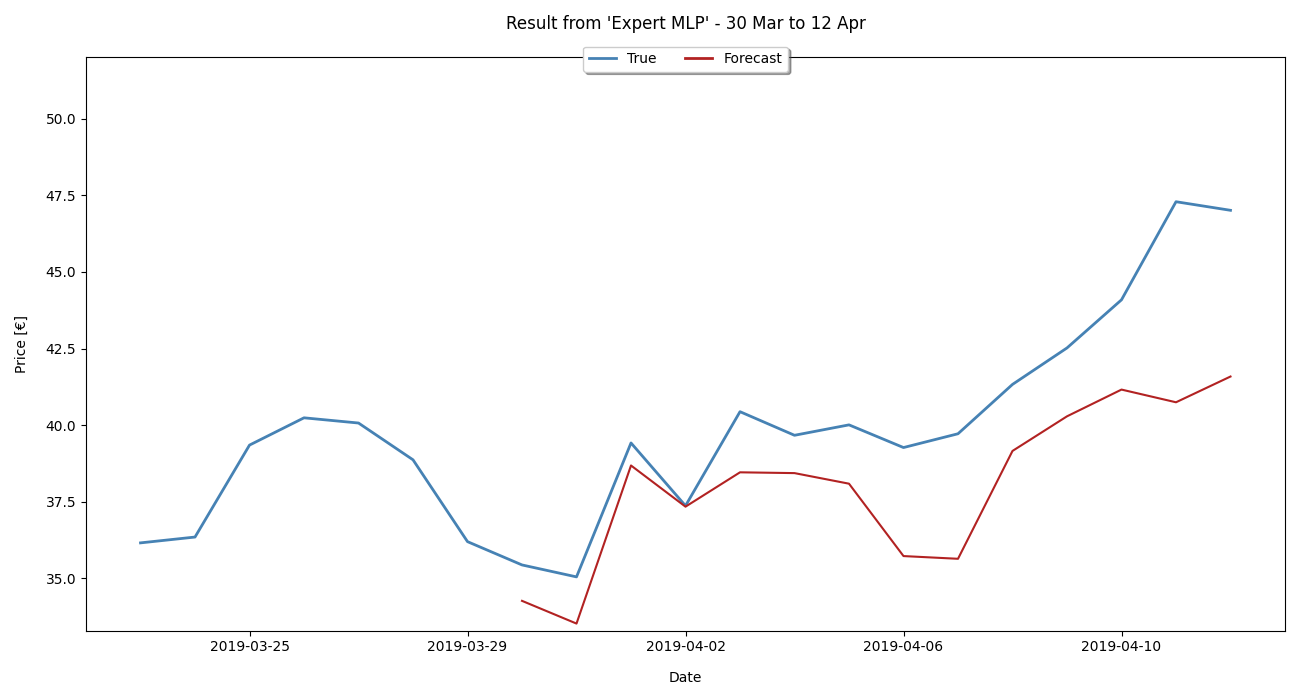 Result from 'Expert MLP' - 30 Mar to 12 Apr
True
Forecast
50.0
47.5
45.0
42.5
40.0
37.5
35.0
Price [€]
2019-03-25
2019-03-29
2019-04-02
2019-04-06
2019-04-10
Date